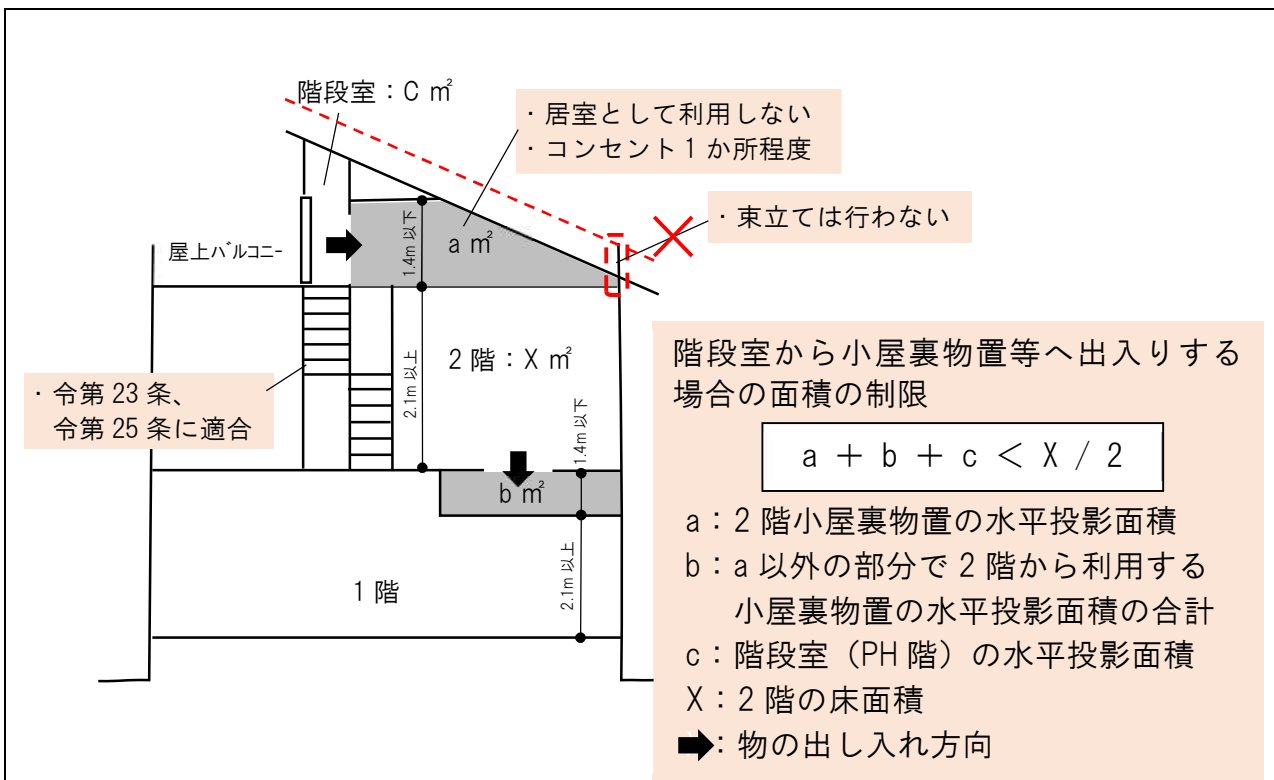 階段室：C ㎡
・居室として利用しない
・コンセント１か所程度
・束立ては行わない
屋上バルコニー
1.4m 以下
a ㎡
・令第 23 条、
令第 25 条に適合
2.1m 以上
2 階：X ㎡
1.4m 以下
b ㎡
2.1m 以上
1 階
階段室から小屋裏物置等へ出入りする
場合の面積の制限
a ＋ b ＋ c ＜ X / 2
a：2 階小屋裏物置の水平投影面積
b：a 以外の部分で 2 階から利用する
小屋裏物置の水平投影面積の合計
c：階段室（PH 階）の水平投影面積
X：2 階の床面積
：物の出し入れ方向